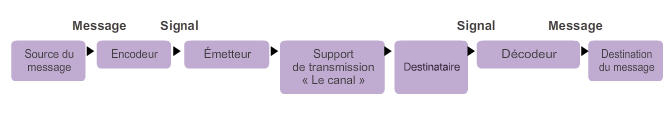 Message Signal Signal Message
Source du
message
Encodeur
Émetteur
Support
de transmission
« Le canal »
Destinataire
Décodeur
Destination
du message